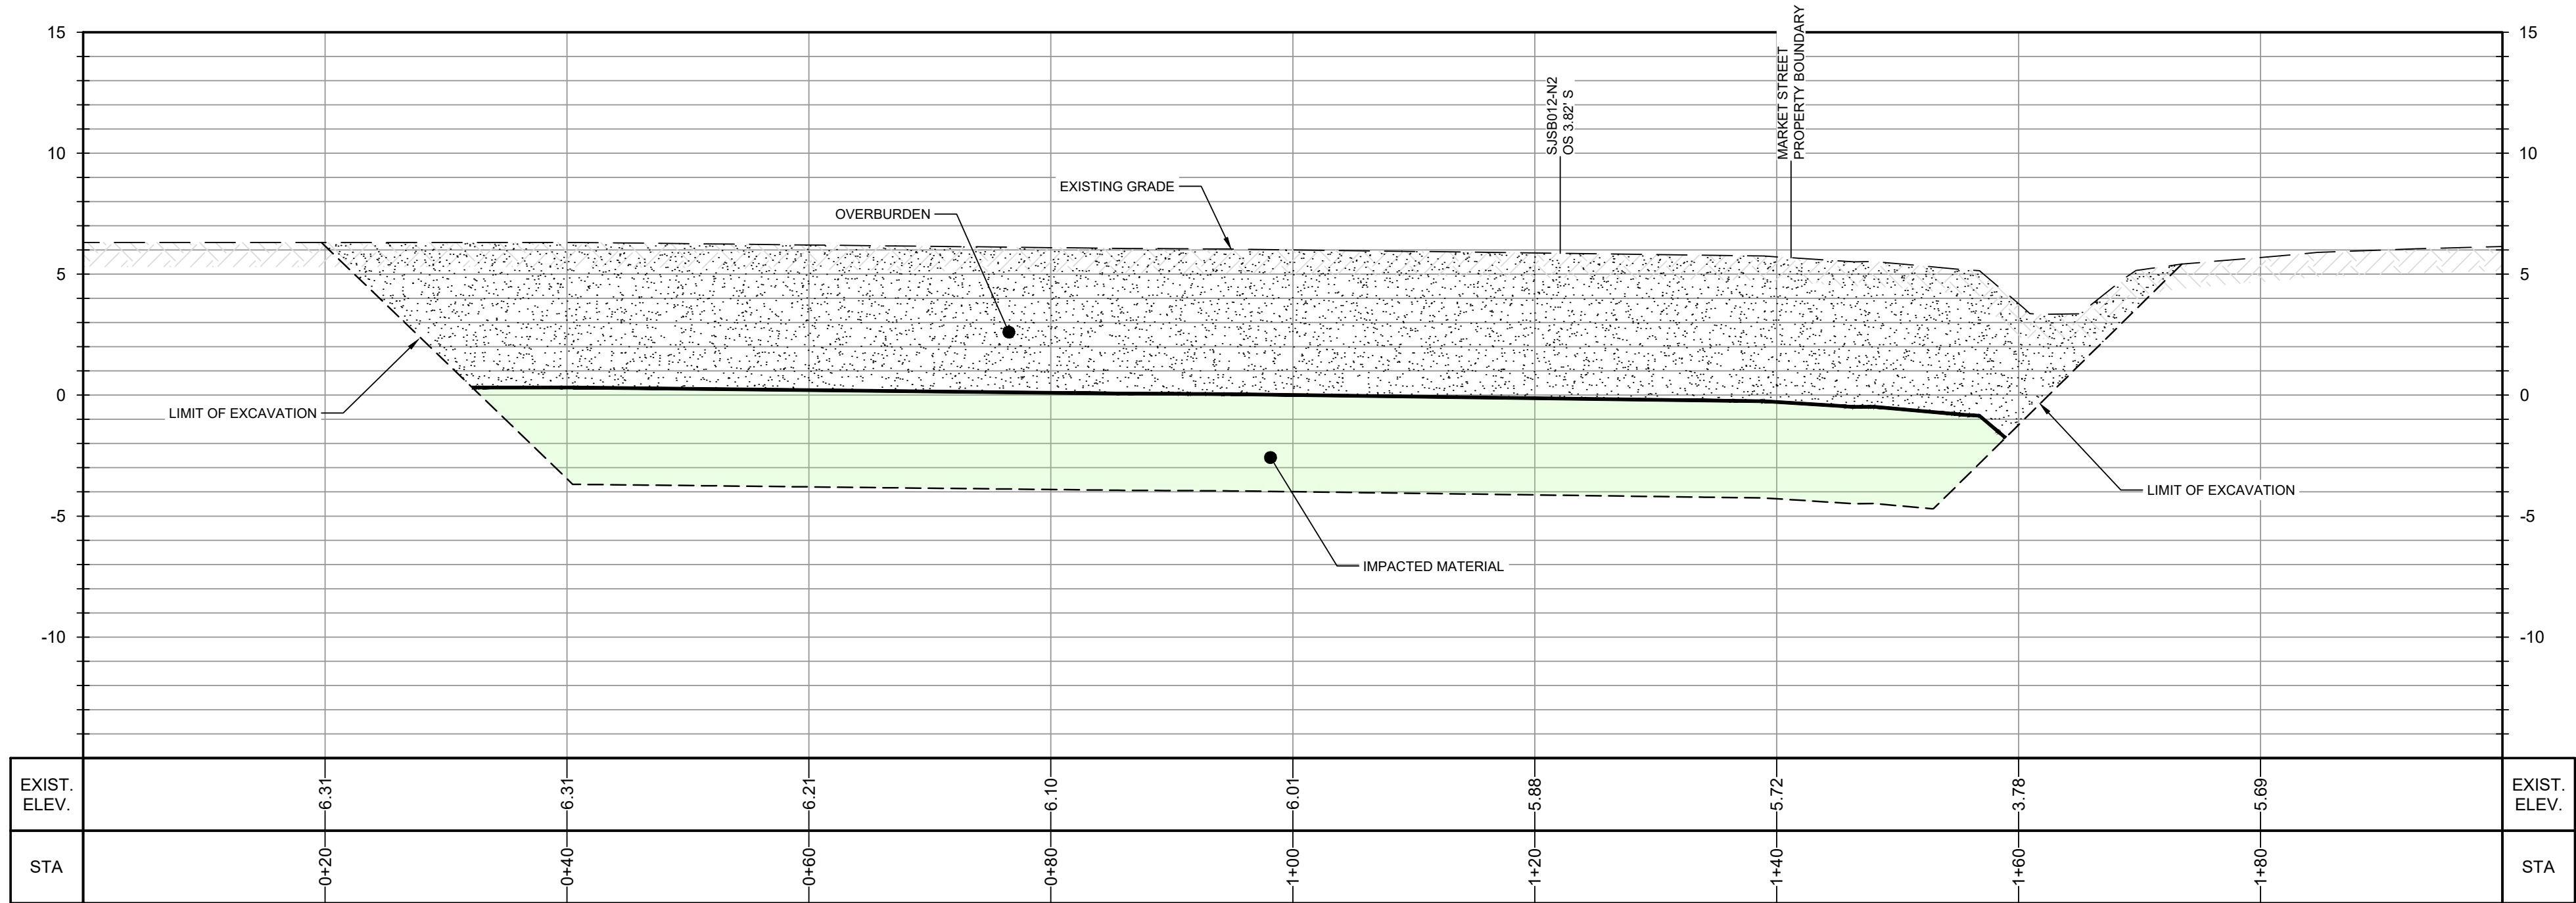 15
10
5
0
-5
-10
15
10
5
0
-5
-10
SJSB012-N2
OS 3.82' S
MARKET STREET
PROPERTY BOUNDARY
EXISTING GRADE
OVERBURDEN
LIMIT OF EXCAVATION
LIMIT OF EXCAVATION
IMPACTED MATERIAL
EXIST.
ELEV.
6.31
6.31
6.21
6.10
6.01
5.88
5.72
3.78
5.69
EXIST.
ELEV.
STA
0+20
0+40
0+60
0+80
1+00
1+20
1+40
1+60
1+80
STA